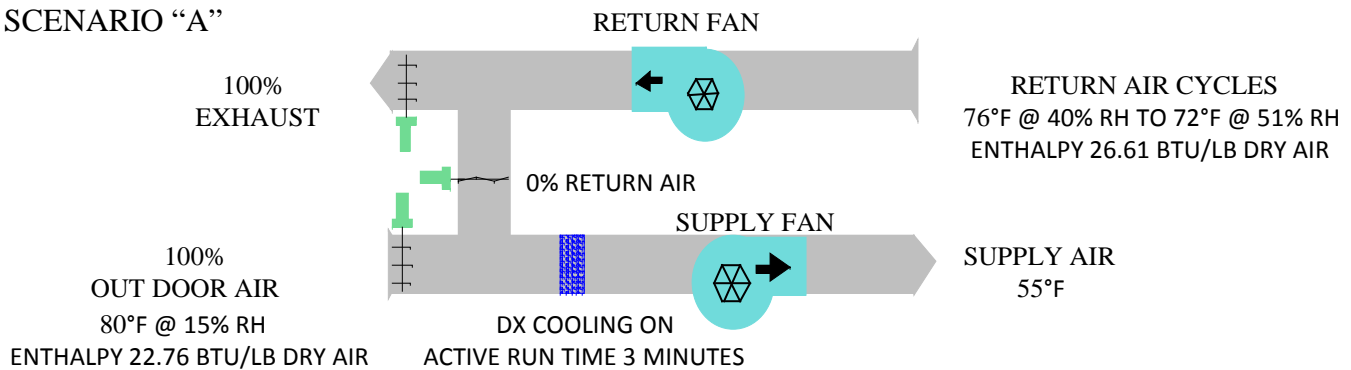 SCENARIO “A”
RETURN FAN
100%
EXHAUST
RETURN AIR CYCLES
76°F @ 40% RH TO 72°F @ 51% RH
ENTHALPY 26.61 BTU/LB DRY AIR
0% RETURN AIR
SUPPLY FAN
100%
OUT DOOR AIR
80°F @ 15% RH
ENTHALPY 22.76 BTU/LB DRY AIR
DX COOLING ON
ACTIVE RUN TIME 3 MINUTES
SUPPLY AIR
55°F